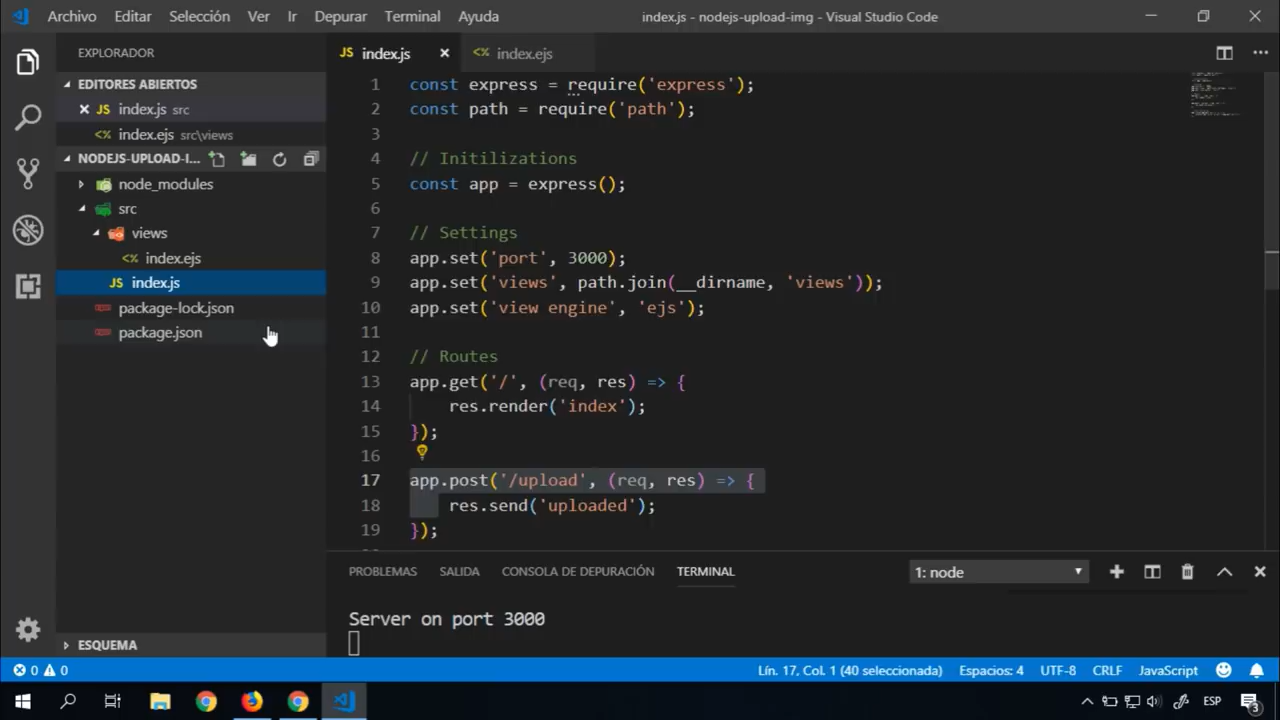 Archivo Editar Selección Ver Ir Depurar Terminal Ayuda index.js - nodejs-upload-img - Visual Studio Code
EXPLORADOR
EDITORES ABIERTOS
JS index.js src
<%> index.ejs src\views
NODEJS-UPLOAD-I...
node_modules
src
views
<%> index.ejs
JS index.js
package-lock.json
package.json
ESQUEMA
JS index.js <%> index.ejs
1 const express = require('express');
2 const path = require('path');
3
4 // Initilizations
5 const app = express();
6
7 // Settings
8 app.set('port', 3000);
9 app.set('views', path.join(__dirname, 'views'));
10 app.set('view engine', 'ejs');
11
12 // Routes
13 app.get('/', (req, res) => {
14 res.render('index');
15 });
16
17 app.post('/upload', (req, res) => {
18 res.send('uploaded');
19 });
PROBLEMAS SALIDA CONSOLA DE DEPURACIÓN TERMINAL 1: node
Server on port 3000
0 0 Lín. 17, Col. 1 (40 seleccionada) Espacios: 4 UTF-8 CRLF JavaScript
ESP 3